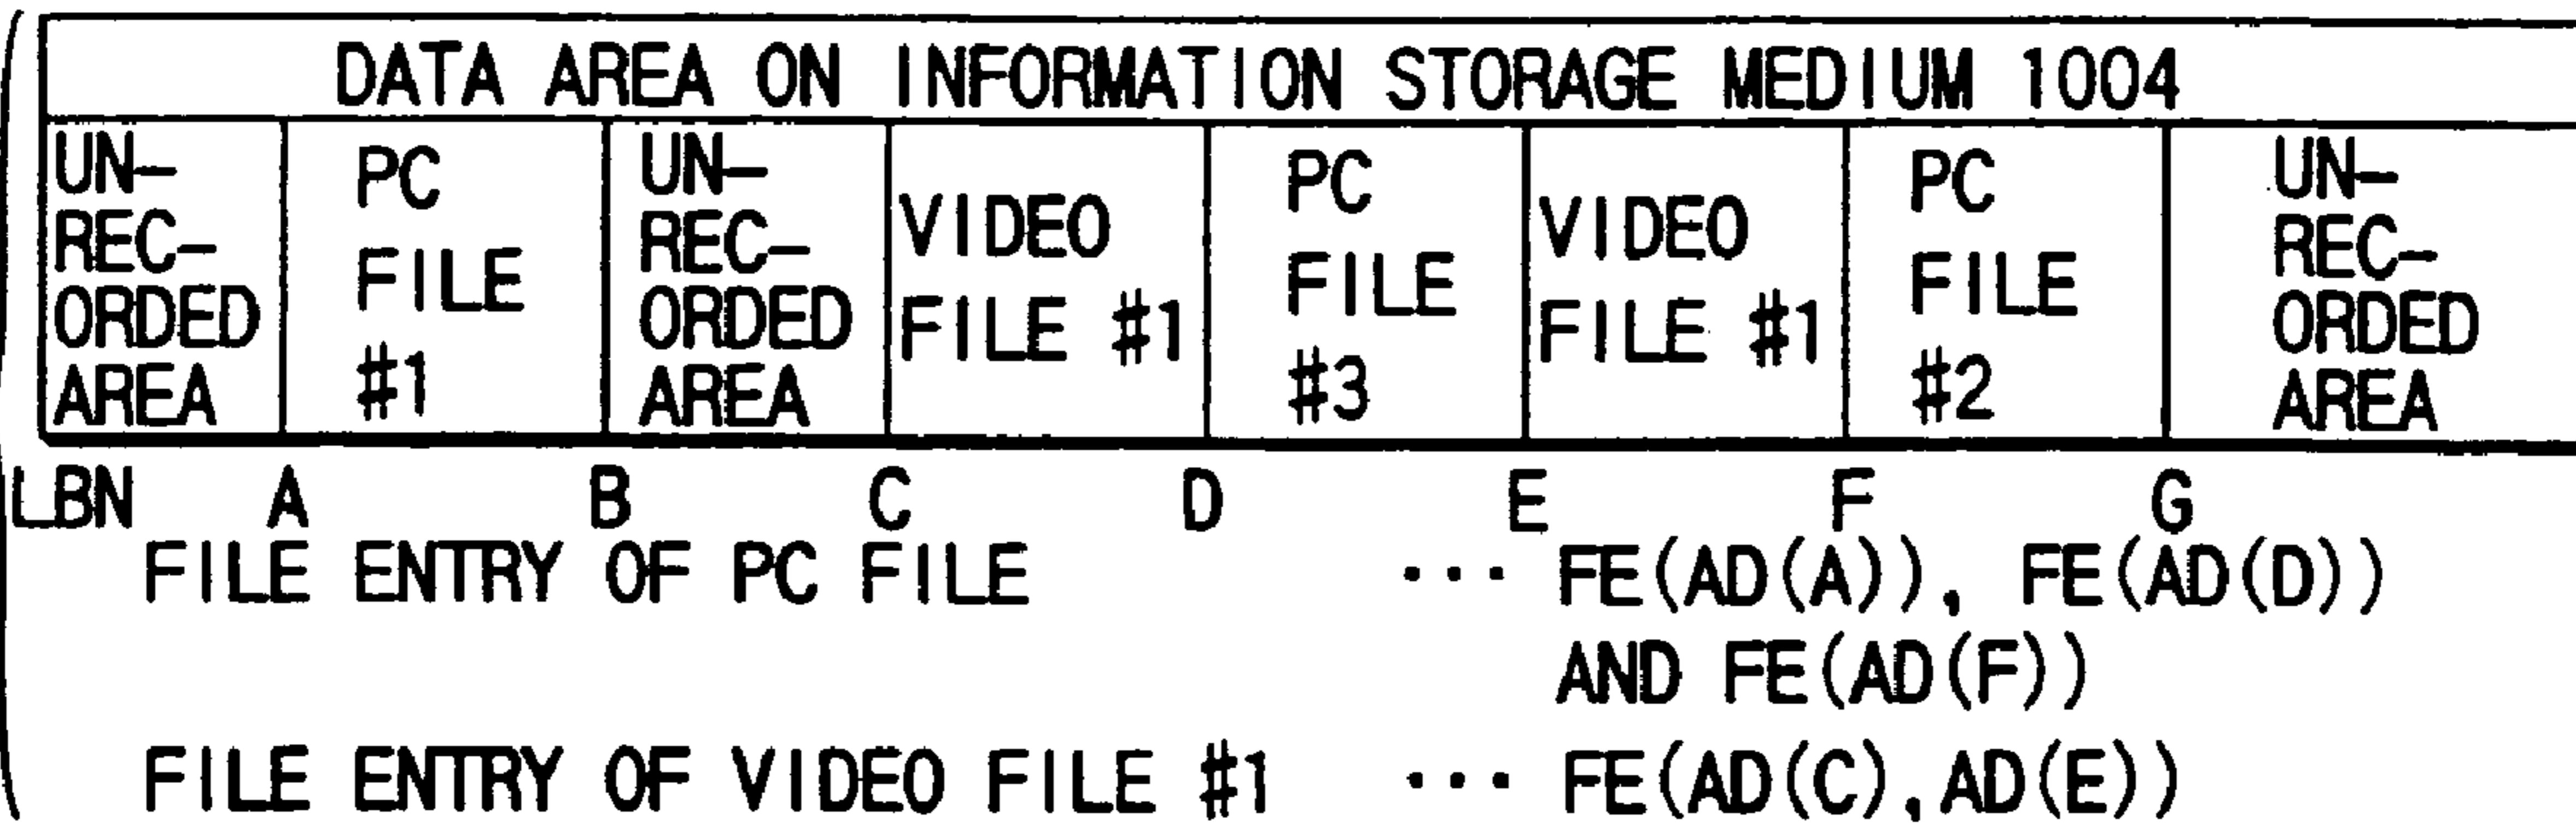 DATA AREA ON INFORMATION STORAGE MEDIUM 1004
UN-
REC-
ORDED
AREA
PC
FILE
#1
UN-
REC-
ORDED
AREA
VIDEO
FILE #1
PC
FILE
#3
VIDEO
FILE #1
PC
FILE
#2
UN-
REC-
ORDED
AREA
LBN A B C D E F G
FILE ENTRY OF PC FILE ··· FE(AD(A)), FE(AD(D))
AND FE(AD(F))
FILE ENTRY OF VIDEO FILE #1 ··· FE(AD(C),AD(E))